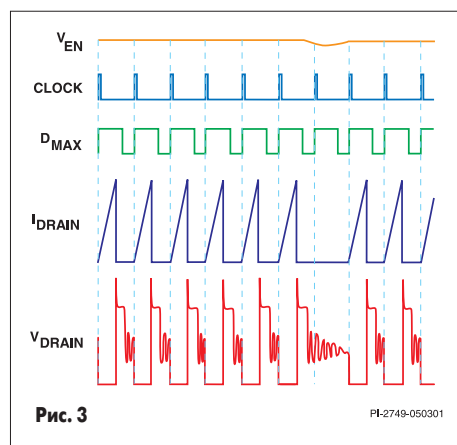 VEN
CLOCK
DMAX
IDRAIN
VDRAIN
Рис. 3
PI-2749-050301